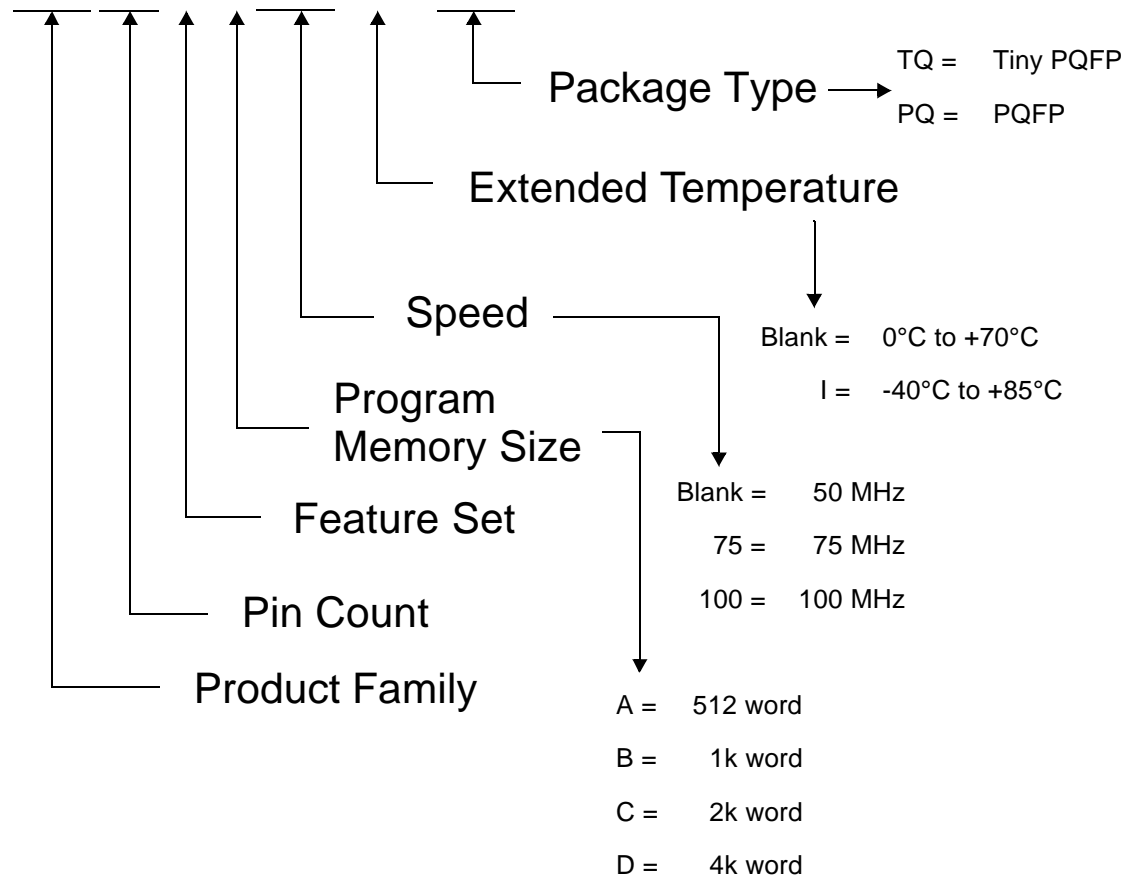 Package Type
TQ = Tiny PQFP
PQ = PQFP
Extended Temperature
Speed
Blank = 0°C to +70°C
I = -40°C to +85°C
Program
Memory Size
Blank = 50 MHz
75 = 75 MHz
100 = 100 MHz
Feature Set
Pin Count
Product Family
A = 512 word
B = 1k word
C = 2k word
D = 4k word